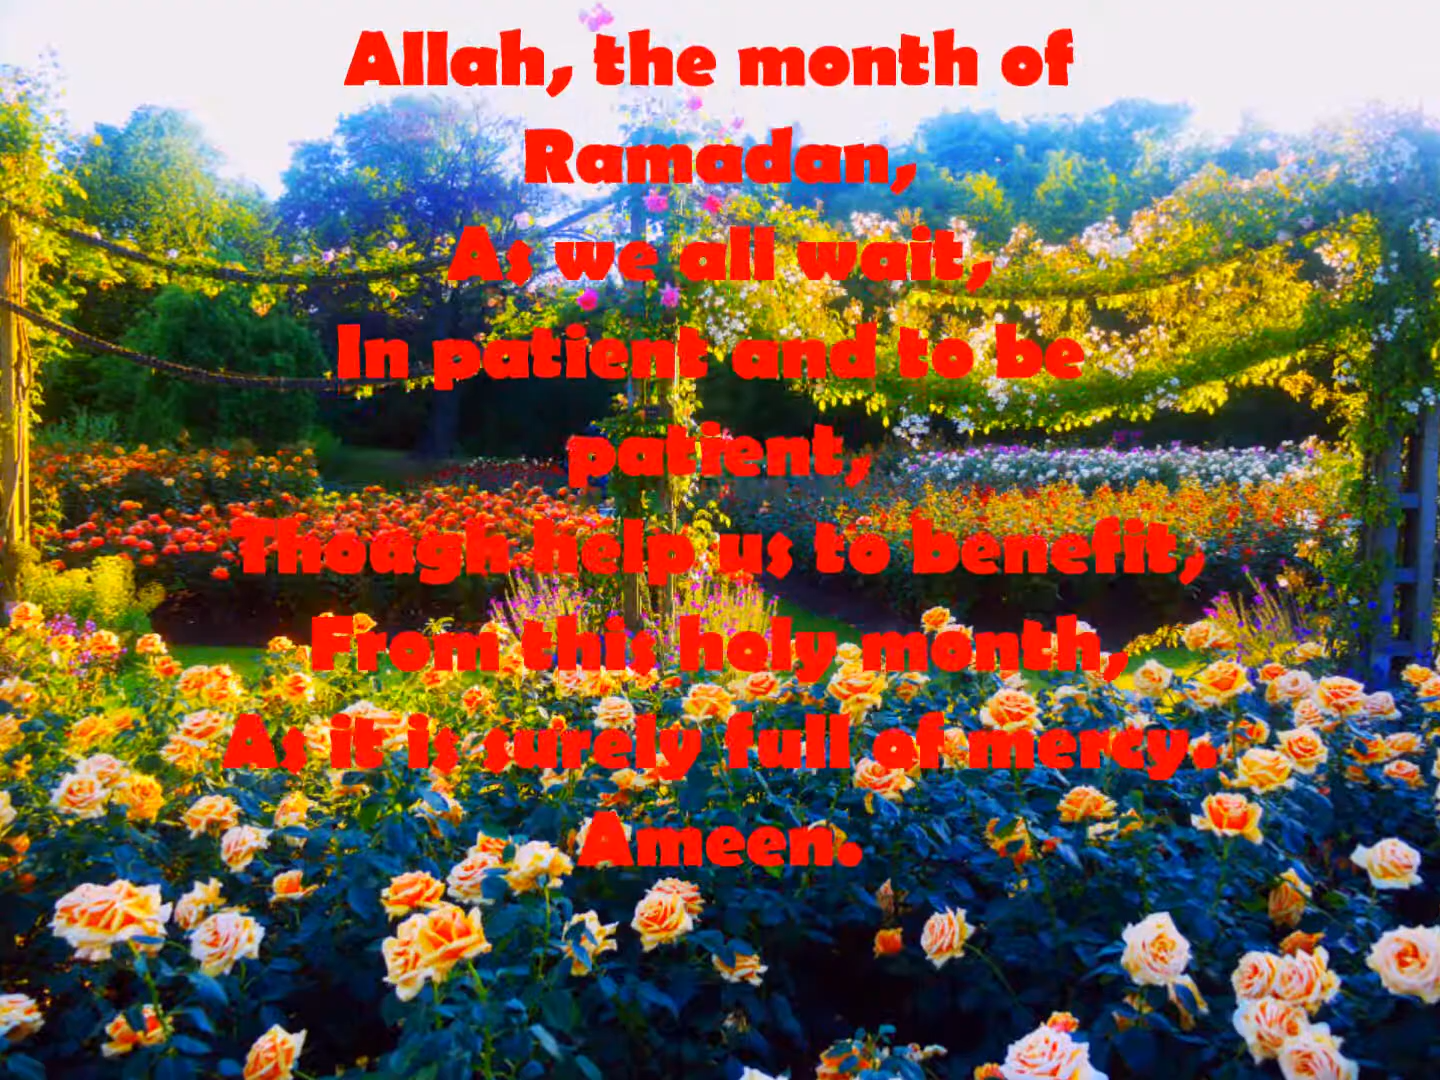 Allah, the month of
Ramadan,
As we all wait,
In patient and to be
patient,
Though help us to benefit,
From this holy month,
As it is surely full of mercy.
Ameen.